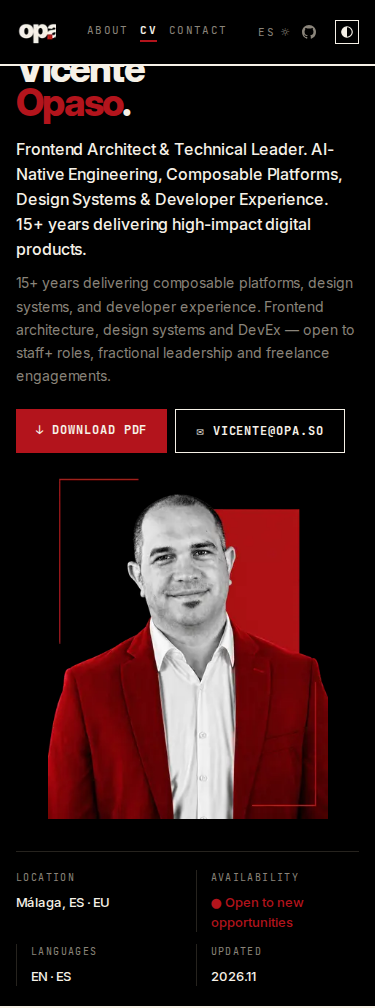 opa
ABOUT CV CONTACT ES
Vicente
Opaso.
Frontend Architect & Technical Leader. AI-
Native Engineering, Composable Platforms,
Design Systems & Developer Experience.
15+ years delivering high-impact digital
products.
15+ years delivering composable platforms, design
systems, and developer experience. Frontend
architecture, design systems and DevEx — open to
staff+ roles, fractional leadership and freelance
engagements.
↓ DOWNLOAD PDF
✉ VICENTE@OPA.SO
LOCATION
Málaga, ES · EU
AVAILABILITY
● Open to new
opportunities
LANGUAGES
EN · ES
UPDATED
2026.11